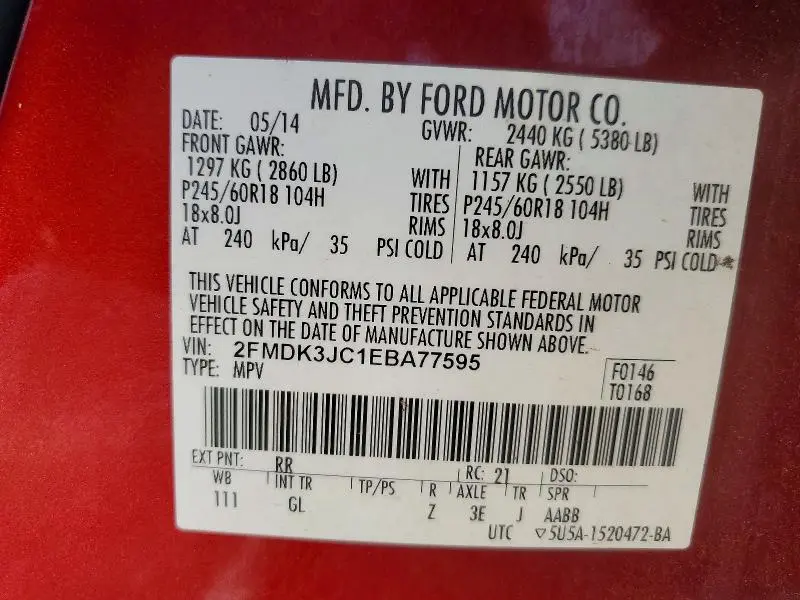 MFD. BY FORD MOTOR CO.
DATE: 05/14 GVWR: 2440 KG ( 5380 LB)
FRONT GAWR: REAR GAWR:
1297 KG ( 2860 LB) WITH 1157 KG ( 2550 LB) WITH
P245/60R18 104H TIRES P245/60R18 104H TIRES
18x8.0J RIMS 18x8.0J RIMS
AT 240 kPa/ 35 PSI COLD AT 240 kPa/ 35 PSI COLD
THIS VEHICLE CONFORMS TO ALL APPLICABLE FEDERAL MOTOR
VEHICLE SAFETY AND THEFT PREVENTION STANDARDS IN
EFFECT ON THE DATE OF MANUFACTURE SHOWN ABOVE.
VIN: 2FMDK3JC1EBA77595
TYPE: MPV
F0146
T0168
EXT PNT: RR RC: 21 DSO:
WB INT TR TP/PS R AXLE TR SPR
111 GL Z 3E J AABB
UTC ▽5U5A-1520472-BA